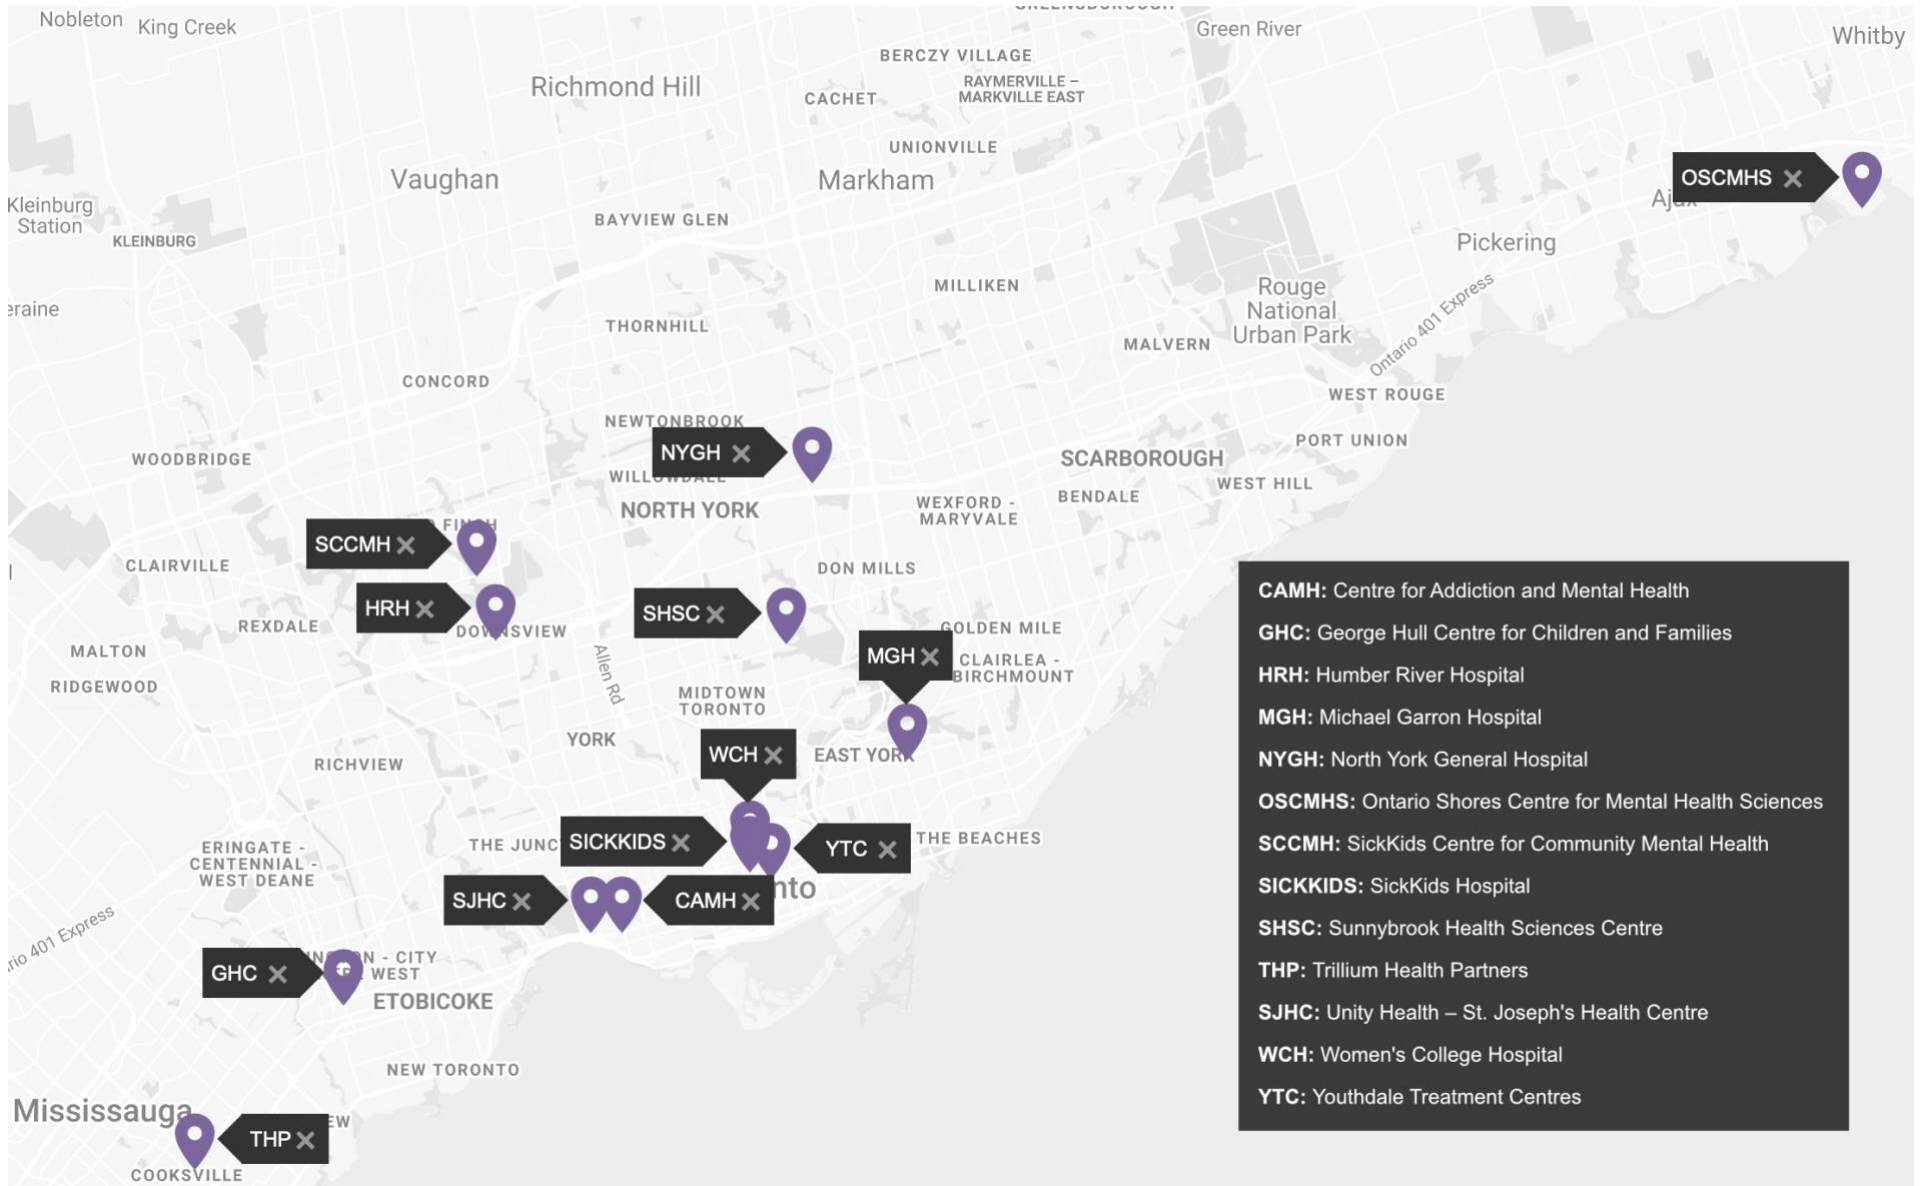 Nobleton
King Creek
Green River
Whitby
BERCZY VILLAGE
Richmond Hill
RAYMERVILLE –
MARKVILLE EAST
CACHET
UNIONVILLE
Vaughan
Markham
OSCMHS
Kleinburg
Station
KLEINBURG
BAYVIEW GLEN
Pickering
MILLIKEN
Rouge
National
Urban Park
Ontario 401 Express
THORNHILL
MALVERN
CONCORD
WEST ROUGE
NEWTONBROOK
PORT UNION
NYGH
WOODBRIDGE
SCARBOROUGH
WEST HILL
BENDALE
NORTH YORK
WEXFORD -
MARYVALE
SCCMH
CLAIRVILLE
DON MILLS
HRH
SHSC
REXDALE
DOWNSVIEW
GOLDEN MILE
MALTON
MGH
CLAIRLEA -
BIRCHMOUNT
RIDGEWOOD
Allen Rd
MIDTOWN
TORONTO
YORK
WCH
EAST YORK
RICHVIEW
SICKKIDS
YTC
THE BEACHES
ERINGATE -
CENTENNIAL -
WEST DEANE
SJHC
CAMH
401 Express
GHC
- CITY
WEST
ETOBICOKE
NEW TORONTO
Mississauga
THP
COOKSVILLE
CAMH: Centre for Addiction and Mental Health
GHC: George Hull Centre for Children and Families
HRH: Humber River Hospital
MGH: Michael Garron Hospital
NYGH: North York General Hospital
OSCMHS: Ontario Shores Centre for Mental Health Sciences
SCCMH: SickKids Centre for Community Mental Health
SICKKIDS: SickKids Hospital
SHSC: Sunnybrook Health Sciences Centre
THP: Trillium Health Partners
SJHC: Unity Health – St. Joseph's Health Centre
WCH: Women's College Hospital
YTC: Youthdale Treatment Centres